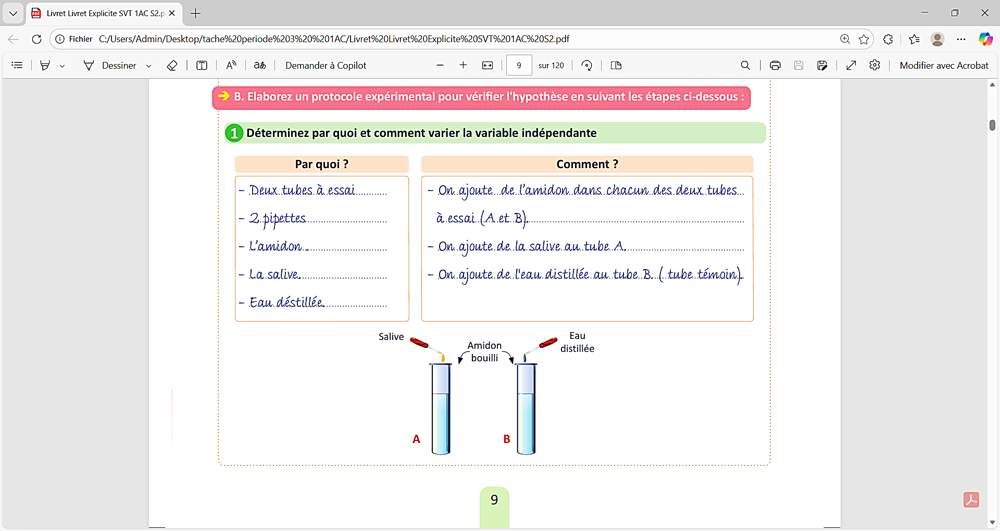 Livret Livret Explicite SVT 1AC S2.p
Fichier C:/Users/Admin/Desktop/tache%20periode%203%20%201AC/Livret%20Livret%20Explicite%20SVT%201AC%20S2.pdf
Dessiner aあ Demander à Copilot 9 sur 120 Modifier avec Acrobat
B. Elaborez un protocole expérimental pour vérifier l'hypothèse en suivant les étapes ci-dessous :
1 Déterminez par quoi et comment varier la variable indépendante
Par quoi ?
- Deux tubes à essai
- 2 pipettes
- L'amidon .
- La salive.
- Eau déstillée.
Comment ?
- On ajoute de l'amidon dans chacun des deux tubes
à essai (A et B).
- On ajoute de la salive au tube A.
- On ajoute de l'eau distillée au tube B. ( tube témoin).
Salive
Amidon
bouilli
Eau
distillée
A
B
9